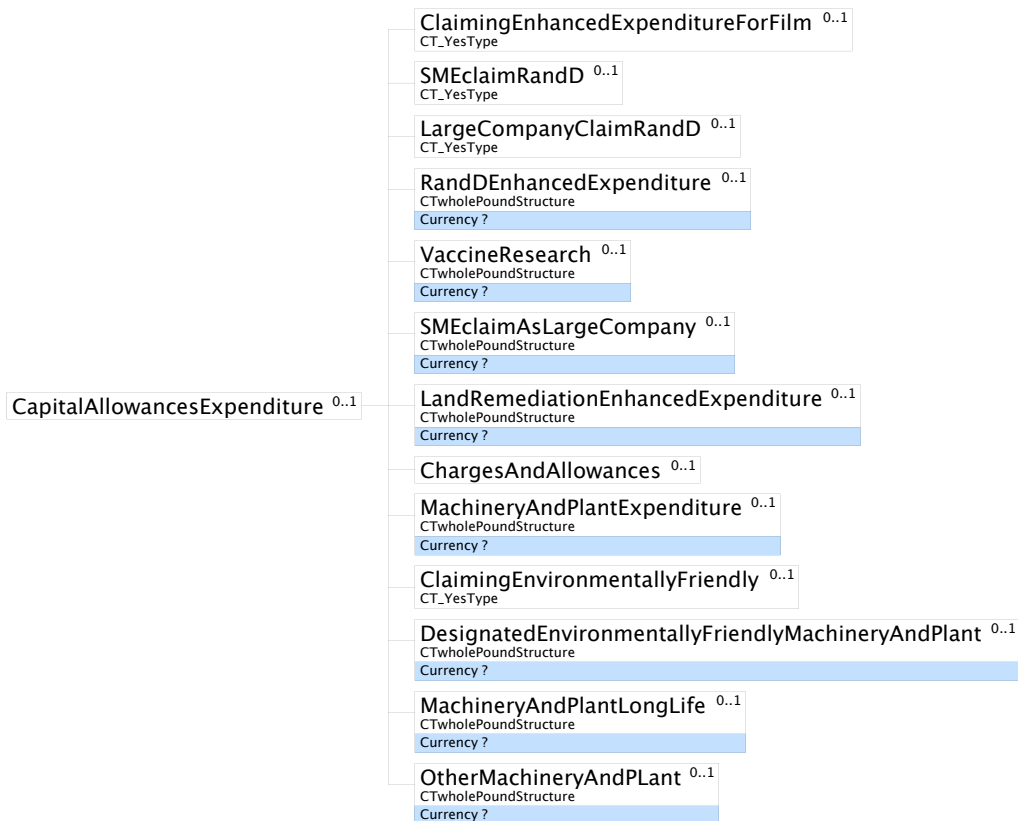 ClaimingEnhancedExpenditureForFilm 0..1
CT_YesType
SMEclaimRandD 0..1
CT_YesType
LargeCompanyClaimRandD 0..1
CT_YesType
RandDEnhancedExpenditure 0..1
CTwholePoundStructure
Currency ?
VaccineResearch 0..1
CTwholePoundStructure
Currency ?
SMEclaimAsLargeCompany 0..1
CTwholePoundStructure
Currency ?
CapitalAllowancesExpenditure 0..1
LandRemediationEnhancedExpenditure 0..1
CTwholePoundStructure
Currency ?
ChargesAndAllowances 0..1
MachineryAndPlantExpenditure 0..1
CTwholePoundStructure
Currency ?
ClaimingEnvironmentallyFriendly 0..1
CT_YesType
DesignatedEnvironmentallyFriendlyMachineryAndPlant 0..1
CTwholePoundStructure
Currency ?
MachineryAndPlantLongLife 0..1
CTwholePoundStructure
Currency ?
OtherMachineryAndPLant 0..1
CTwholePoundStructure
Currency ?